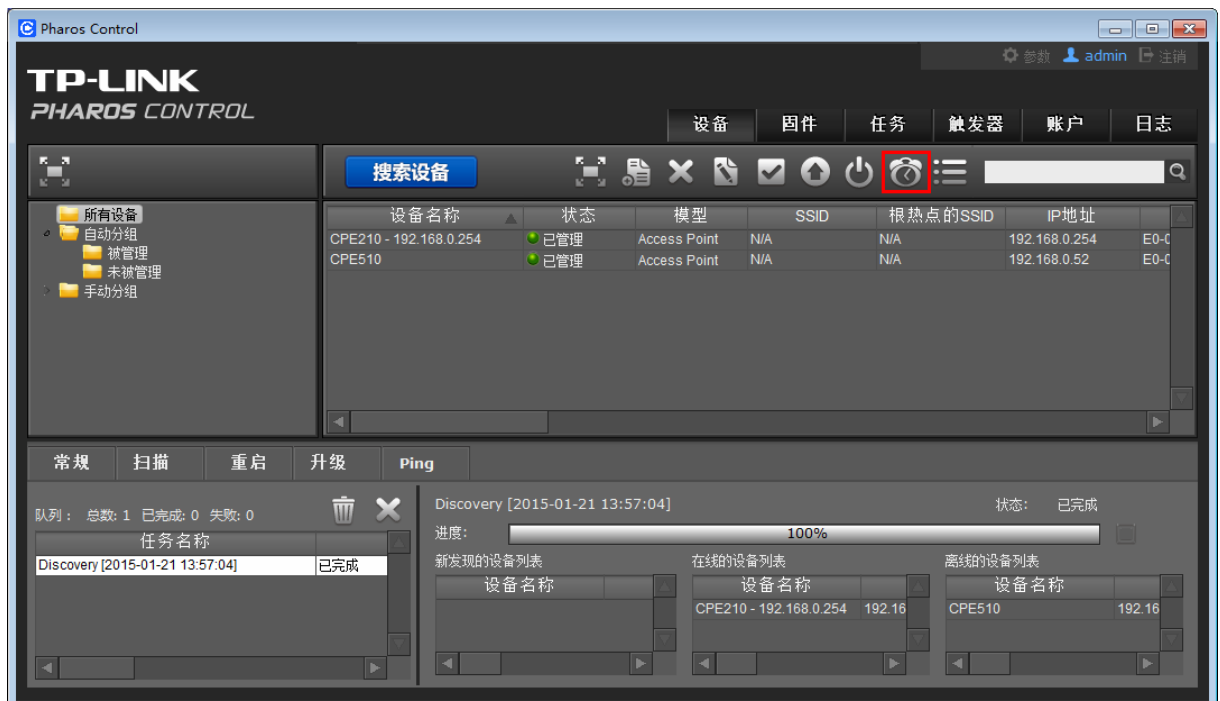 Pharos Control
参数 admin 注销
TP-LINK
PHAROS CONTROL
设备 固件 任务 触发器 账户 日志
搜索设备
所有设备
自动分组
被管理
未被管理
手动分组
设备名称 状态 模型 SSID 根热点的SSID IP地址
CPE210 - 192.168.0.254 已管理 Access Point N/A N/A 192.168.0.254 E0-C
CPE510 已管理 Access Point N/A N/A 192.168.0.52 E0-C
常规 扫描 重启 升级 Ping
队列： 总数: 1 已完成: 0 失败: 0
任务名称
Discovery [2015-01-21 13:57:04] 已完成
Discovery [2015-01-21 13:57:04] 状态: 已完成
进度: 100%
新发现的设备列表 在线的设备列表 离线的设备列表
设备名称 设备名称 设备名称
CPE210 - 192.168.0.254 192.16 CPE510 192.16